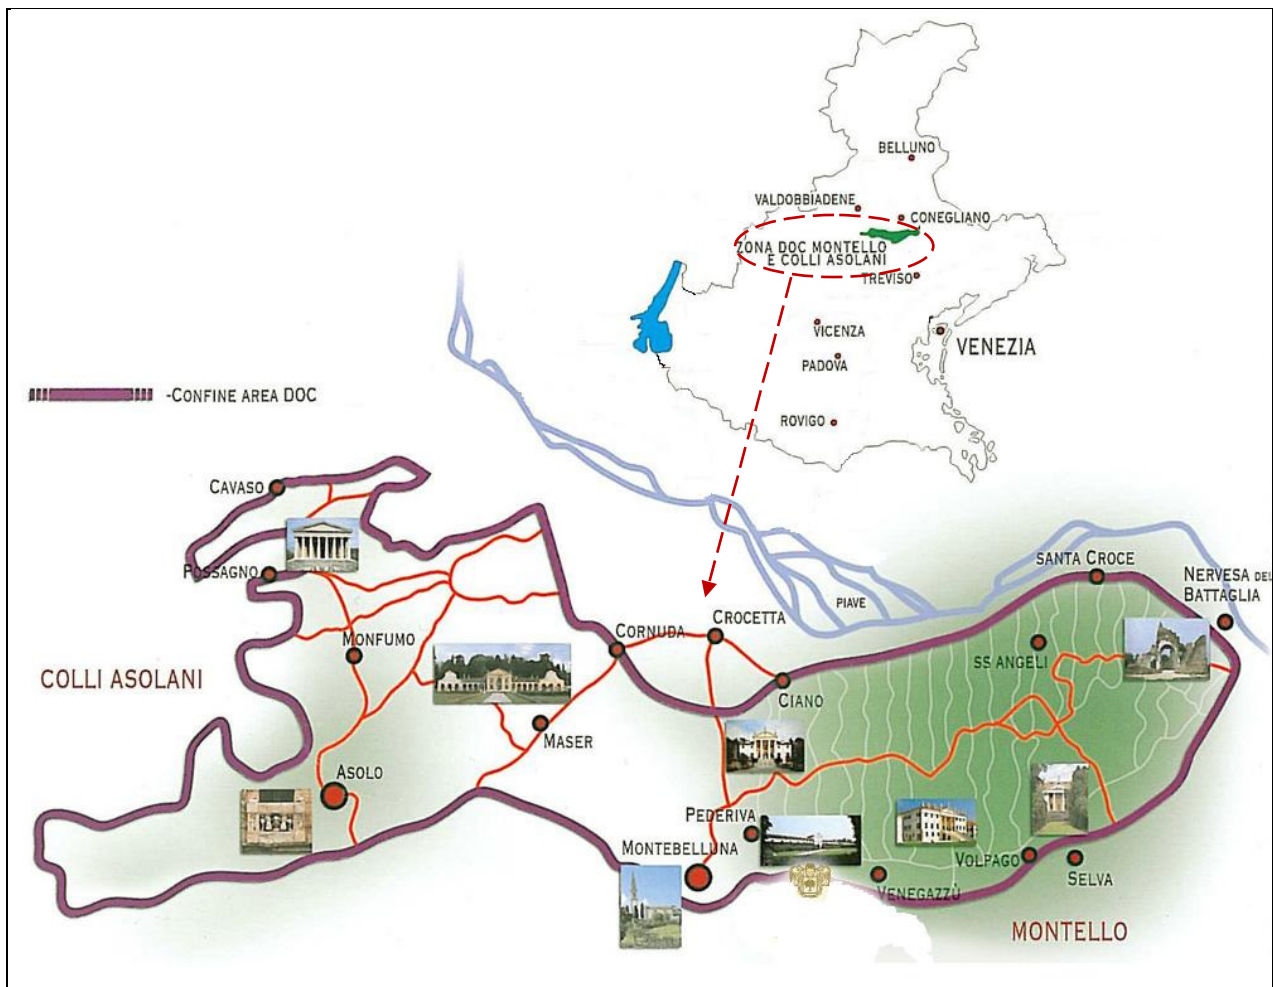 BELLUNO
VALDOBBIADENE
CONEGLIANO
ZONA DOC MONTELLO
E COLLI ASOLANI
TREVISO
VICENZA
VENEZIA
PADOVA
ROVIGO
-CONFINE AREA DOC
CAVASO
POSSAGNO
SANTA CROCE
NERVESA DEL
BATTAGLIA
PIAVE
CROCETTA
CORNUDA
MONFUMO
SS ANGELI
COLLI ASOLANI
CIANO
MASER
ASOLO
PEDERIVA
MONTEBELLUNA
VOLPAGO
SELVA
VENEGAZZÙ
MONTELLO